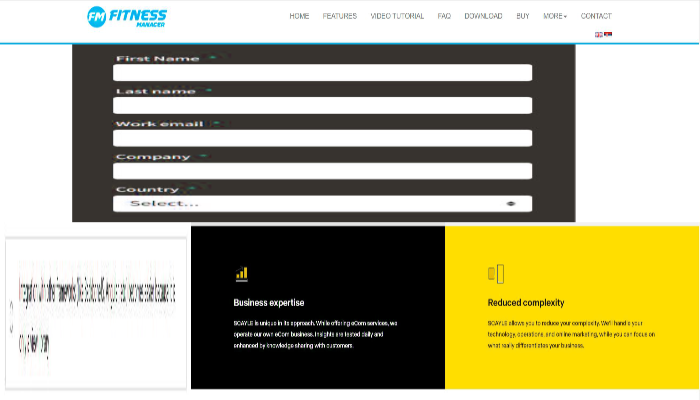 FM FITNESS
MANAGER
HOME FEATURES VIDEO TUTORIAL FAQ DOWNLOAD BUY MORE CONTACT
First Name *
Last name *
Work email *
Company *
Country *
Select...
only a view library
Business expertise
SCAYLE is unique in its approach. While offering eCom services, we
operate our own eCom business. Insights are tested daily and
enhanced by knowledge sharing with customers.
Reduced complexity
SCAYLE allows you to reduce your complexity. We'll handle your
technology, operations, and online marketing, while you can focus on
what really differentiates your business.